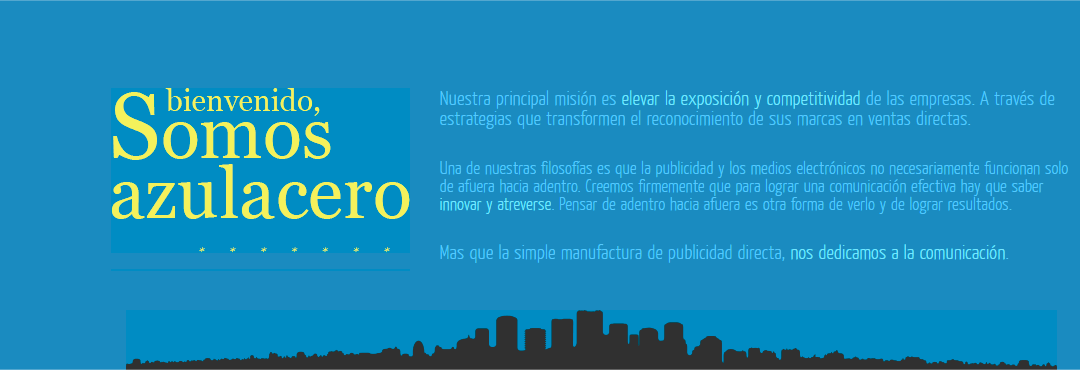 bienvenido,
Somos
azulacero
* * * * * * *
Nuestra principal misión es elevar la exposición y competitividad de las empresas. A través de
estrategias que transformen el reconocimiento de sus marcas en ventas directas.
Una de nuestras filosofías es que la publicidad y los medios electrónicos no necesariamente funcionan solo
de afuera hacia adentro. Creemos firmemente que para lograr una comunicación efectiva hay que saber
innovar y atreverse. Pensar de adentro hacia afuera es otra forma de verlo y de lograr resultados.
Mas que la simple manufactura de publicidad directa, nos dedicamos a la comunicación.